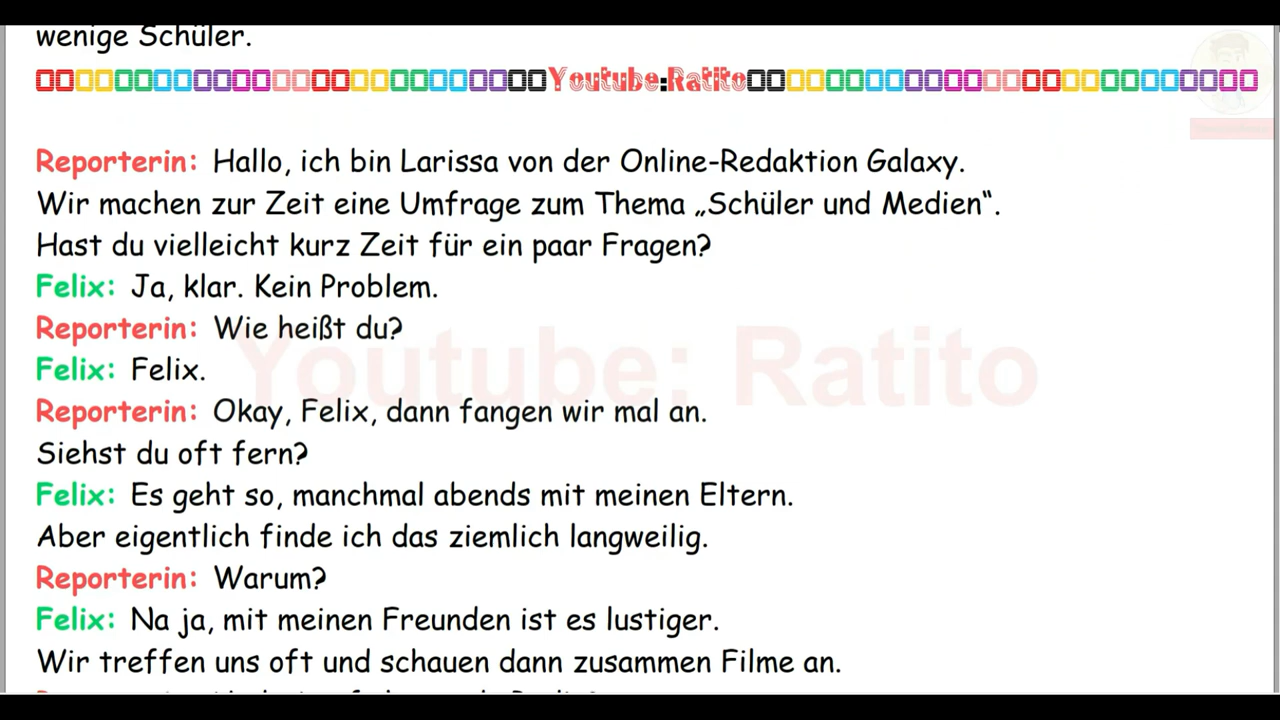 wenige Schüler.
Youtube:Ratito
Reporterin: Hallo, ich bin Larissa von der Online-Redaktion Galaxy.
Wir machen zur Zeit eine Umfrage zum Thema „Schüler und Medien“.
Hast du vielleicht kurz Zeit für ein paar Fragen?
Felix: Ja, klar. Kein Problem.
Reporterin: Wie heißt du?
Felix: Felix.
Youtube: Ratito
Reporterin: Okay, Felix, dann fangen wir mal an.
Siehst du oft fern?
Felix: Es geht so, manchmal abends mit meinen Eltern.
Aber eigentlich finde ich das ziemlich langweilig.
Reporterin: Warum?
Felix: Na ja, mit meinen Freunden ist es lustiger.
Wir treffen uns oft und schauen dann zusammen Filme an.